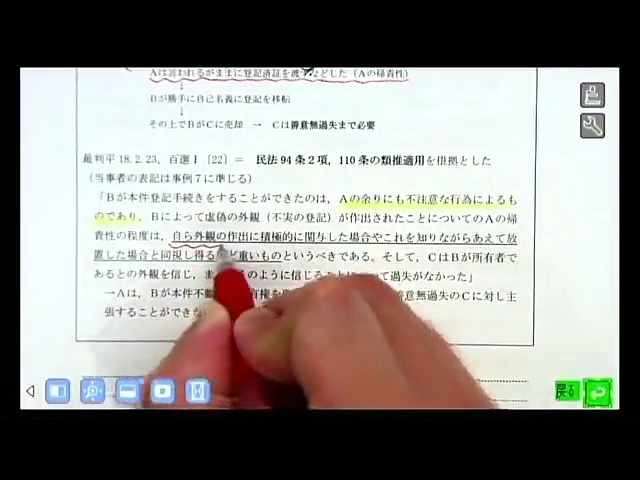 Aは言われるがままに登記済証を渡すなどした（Aの帰責性）
↓
Bが勝手に自己名義に登記を移転
↓
その上でBがCに売却 → Cは善意無過失まで必要
最判平18.2.23，百選Ⅰ〔22〕＝ 民法94条2項，110条の類推適用を根拠とした
（当事者の表記は事例7に準じる）
「Bが本件登記手続きをすることができたのは，Aの余りにも不注意な行為によるも
のであり，Bによって虚偽の外観（不実の登記）が作出されたことについてのAの帰
責性の程度は，自ら外観の作出に積極的に関与した場合やこれを知りながらあえて放
置した場合と同視し得るほど重いものというべきである。そして，CはBが所有者で
あるとの外観を信じ，ま のように信じること って過失がなかった」
→Aは，Bが本件不動 有権を 善意無過失のCに対し主
張することができな
戻る